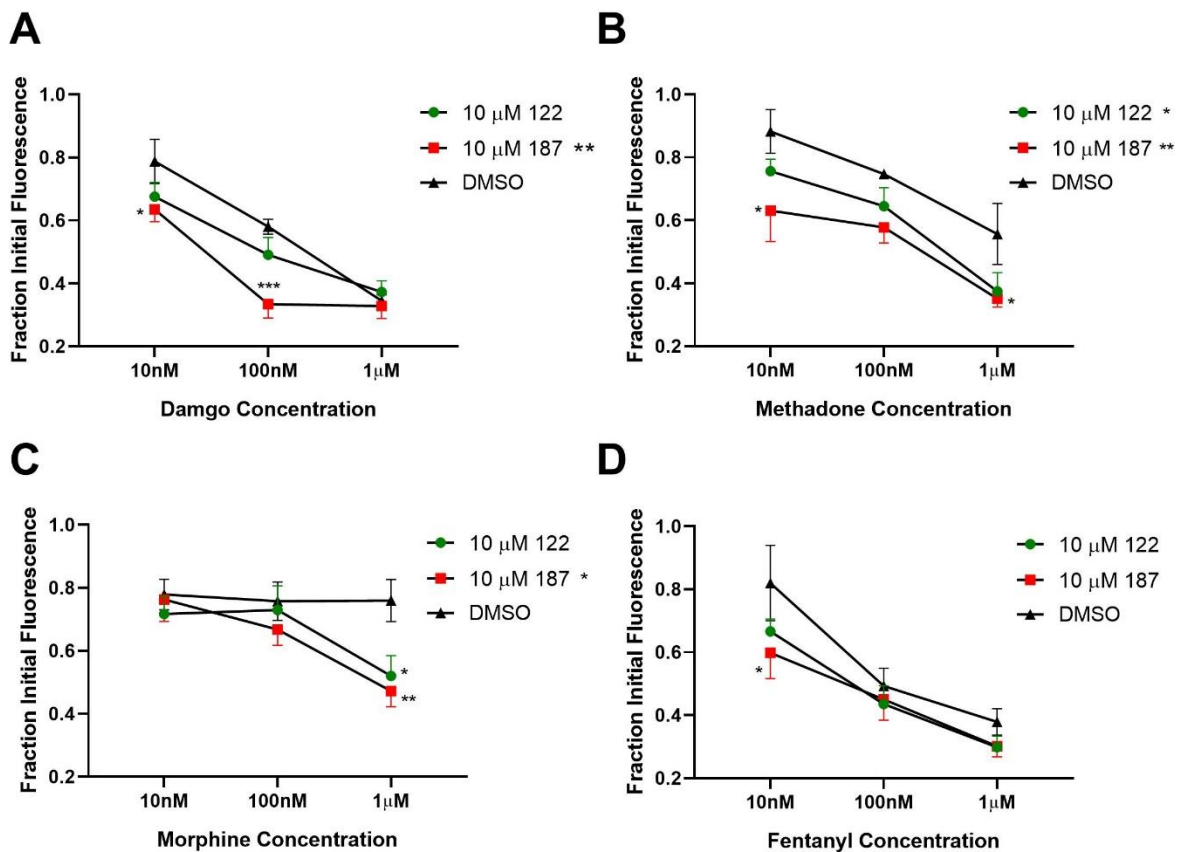 A
Fraction Initial Fluorescence
1.0
0.8
0.6
0.4
0.2
*
***
10nM
100nM
1μM
Damgo Concentration
10 μM 122
10 μM 187 **
DMSO
B
Fraction Initial Fluorescence
1.0
0.8
0.6
0.4
0.2
*
*
10nM
100nM
1μM
Methadone Concentration
10 μM 122 *
10 μM 187 **
DMSO
C
Fraction Initial Fluorescence
1.0
0.8
0.6
0.4
0.2
*
**
10nM
100nM
1μM
Morphine Concentration
10 μM 122
10 μM 187 *
DMSO
D
Fraction Initial Fluorescence
1.0
0.8
0.6
0.4
0.2
*
10nM
100nM
1μM
Fentanyl Concentration
10 μM 122
10 μM 187
DMSO